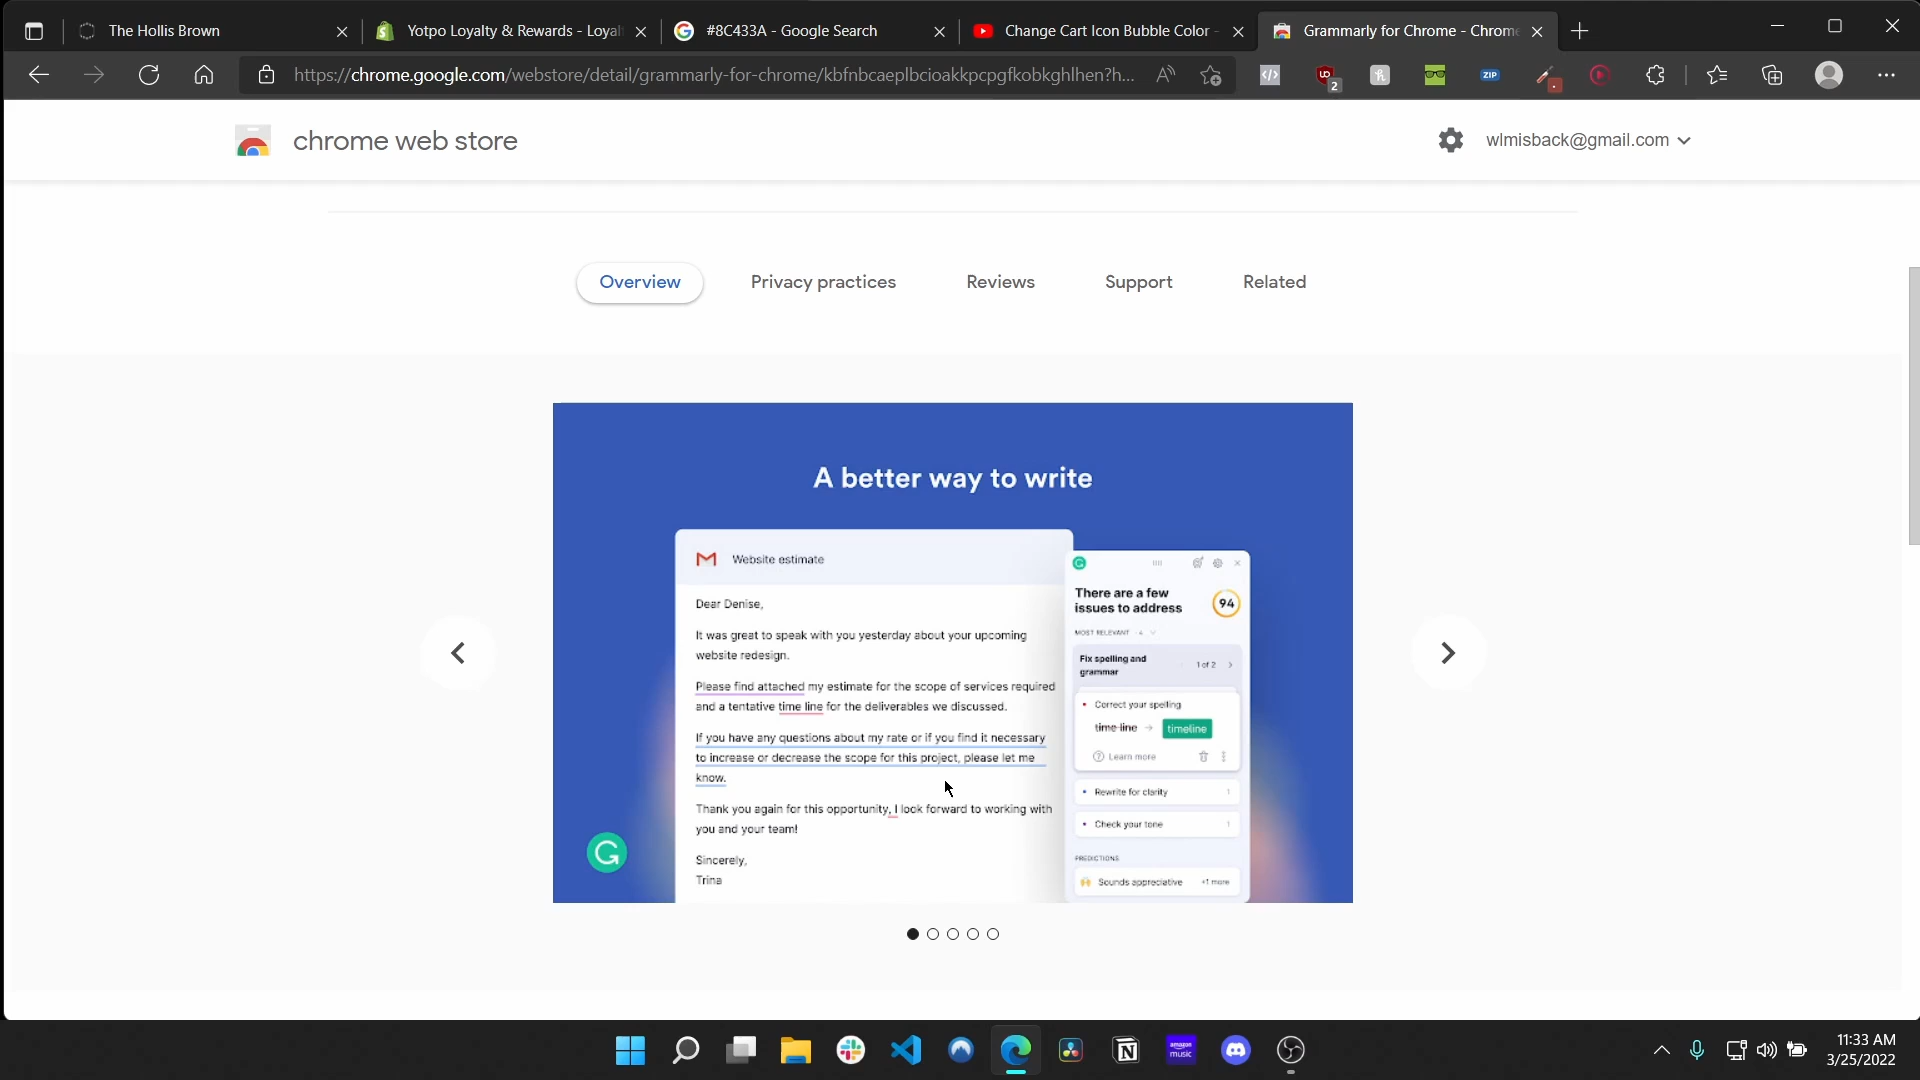 The Hollis Brown
Yotpo Loyalty & Rewards - Loyal
#8C433A - Google Search
Change Cart Icon Bubble Color -
Grammarly for Chrome - Chrome
https://chrome.google.com/webstore/detail/grammarly-for-chrome/kbfnbcaeplbcioakkpcpgfkobkghlhen?h...
2
ZIP
chrome web store
wlmisback@gmail.com
Overview
Privacy practices
Reviews
Support
Related
A better way to write
Website estimate
Dear Denise,
It was great to speak with you yesterday about your upcoming
website redesign.
Please find attached my estimate for the scope of services required
and a tentative time line for the deliverables we discussed.
If you have any questions about my rate or if you find it necessary
to increase or decrease the scope for this project, please let me
know.
Thank you again for this opportunity, I look forward to working with
you and your team!
Sincerely,
Trina
There are a few
issues to address
94
MOST RELEVANT 4
Fix spelling and
grammar
1 of 2
Correct your spelling
time line → timeline
Learn more
Rewrite for clarity 1
Check your tone 1
PREDICTIONS
Sounds appreciative +1 more
amazon
music
11:33 AM
3/25/2022